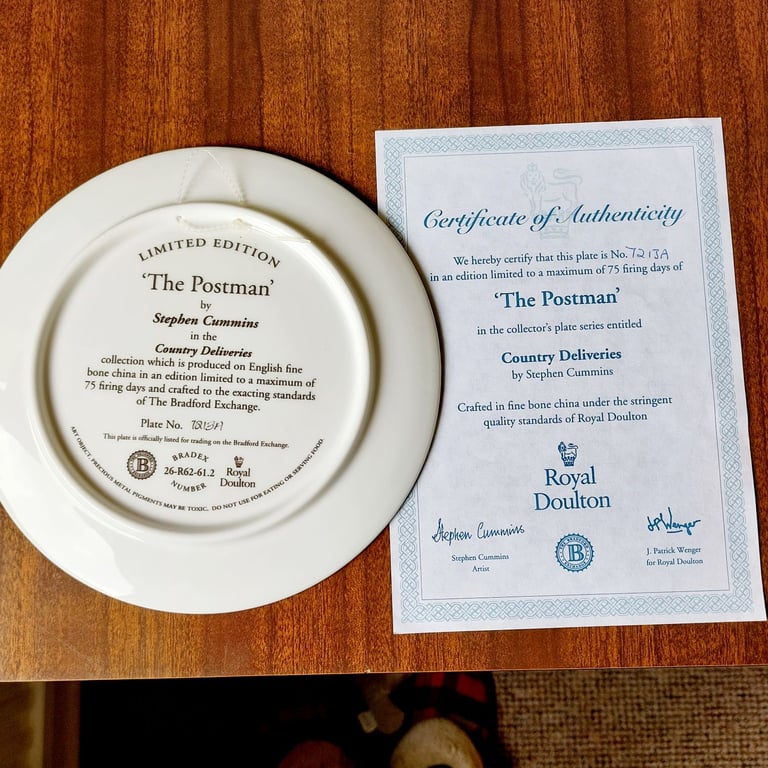 LIMITED EDITION
'The Postman'
by
Stephen Cummins
in the
Country Deliveries
collection which is produced on English fine
bone china in an edition limited to a maximum of
75 firing days and crafted to the exacting standards
of The Bradford Exchange.
Plate No. 7213A
This plate is officially listed for trading on the Bradford Exchange.
BRADEX
26-R62-61.2
NUMBER
B
Royal
Doulton
ART OBJECT. PRECIOUS METAL PIGMENTS MAY BE TOXIC. DO NOT USE FOR EATING OR SERVING FOOD.
Certificate of Authenticity
We hereby certify that this plate is No. 7213A
in an edition limited to a maximum of 75 firing days of
'The Postman'
in the collector's plate series entitled
Country Deliveries
by Stephen Cummins
Crafted in fine bone china under the stringent
quality standards of Royal Doulton
Royal
Doulton
Stephen Cummins
Stephen Cummins
Artist
THE BRADFORD
B
EXCHANGE
J P Wenger
J. Patrick Wenger
for Royal Doulton